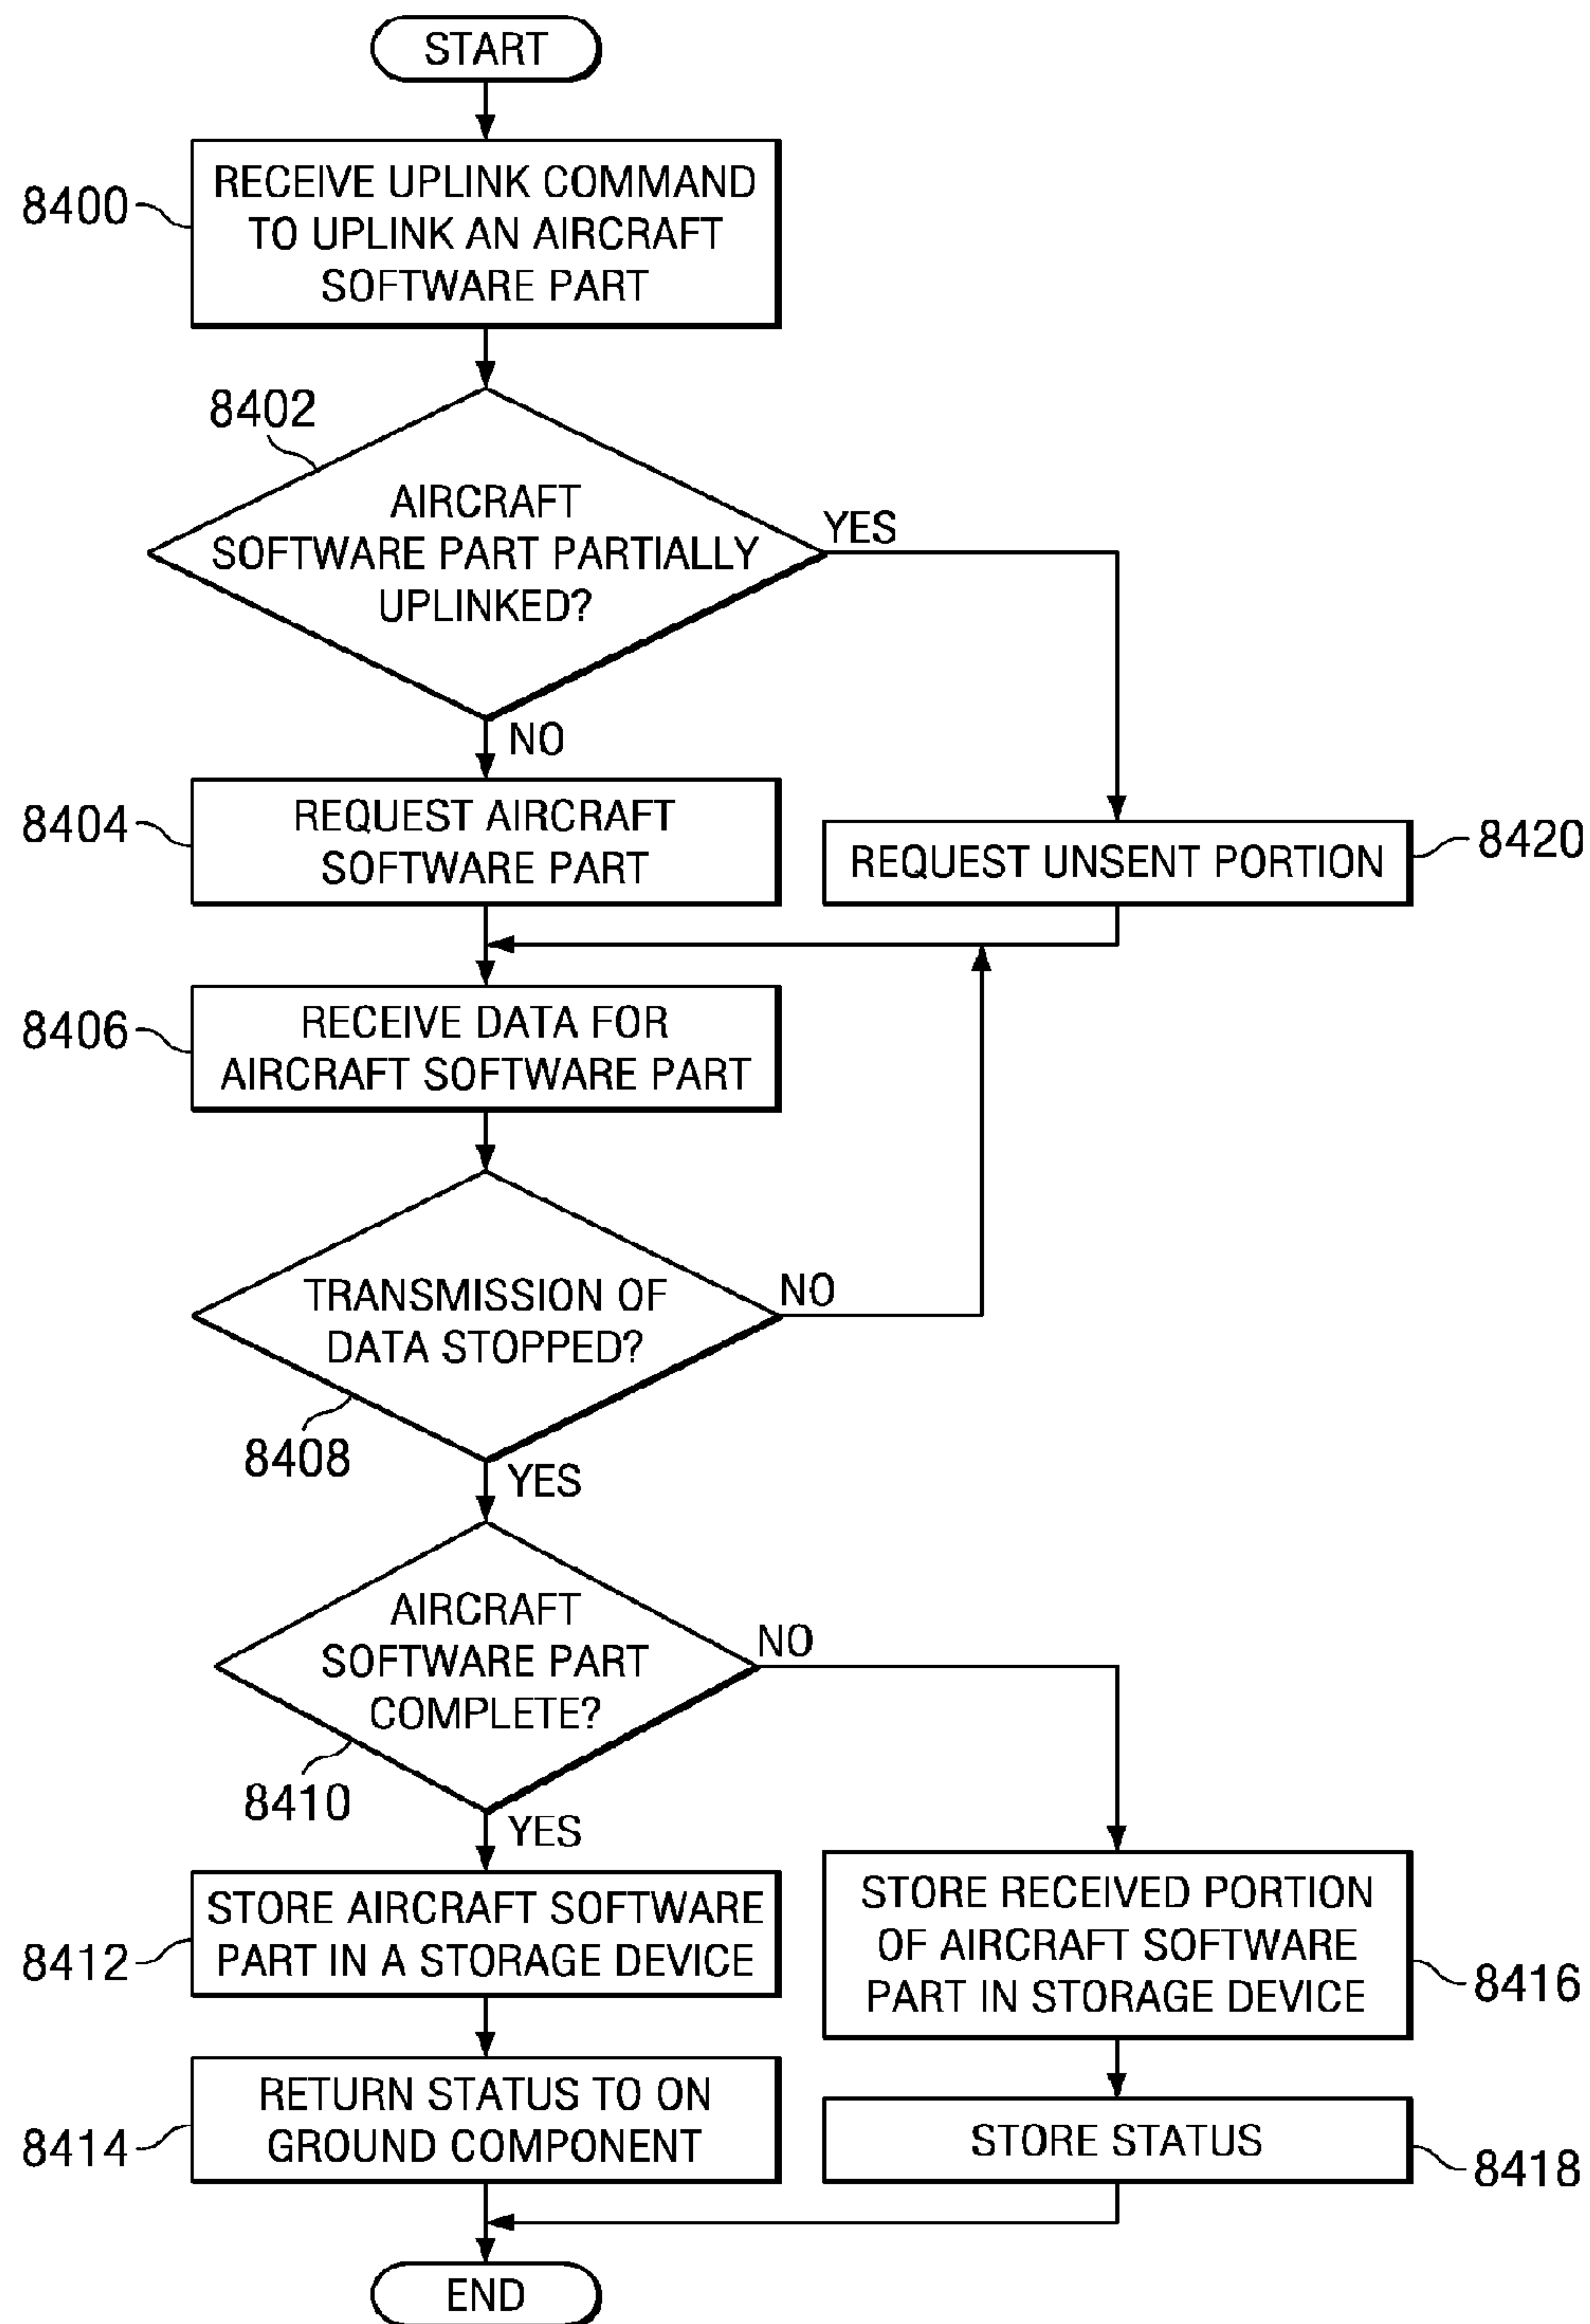 START
8400
RECEIVE UPLINK COMMAND
TO UPLINK AN AIRCRAFT
SOFTWARE PART
8402
AIRCRAFT
SOFTWARE PART PARTIALLY
UPLINKED?
YES
NO
8404
REQUEST AIRCRAFT
SOFTWARE PART
REQUEST UNSENT PORTION
8420
8406
RECEIVE DATA FOR
AIRCRAFT SOFTWARE PART
TRANSMISSION OF
DATA STOPPED?
NO
8408
YES
AIRCRAFT
SOFTWARE PART
COMPLETE?
NO
8410
YES
8412
STORE AIRCRAFT SOFTWARE
PART IN A STORAGE DEVICE
STORE RECEIVED PORTION
OF AIRCRAFT SOFTWARE
PART IN STORAGE DEVICE
8416
8414
RETURN STATUS TO ON
GROUND COMPONENT
STORE STATUS
8418
END